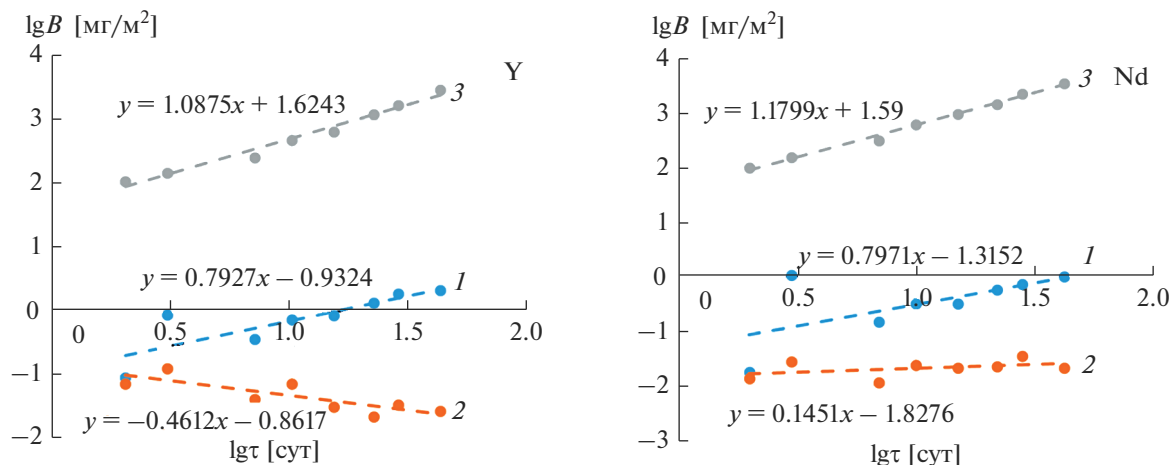 lgB [мг/м²]
4
3
2
1
0
−1
−2
0
0.5
1.0
1.5
2.0
lgτ [сут]
Y
3
y = 1.0875x + 1.6243
1
y = 0.7927x − 0.9324
2
y = −0.4612x − 0.8617
lgB [мг/м²]
4
3
2
1
0
−1
−2
−3
0
0.5
1.0
1.5
2.0
lgτ [сут]
3 Nd
y = 1.1799x + 1.59
1
y = 0.7971x − 1.3152
2
y = 0.1451x − 1.8276